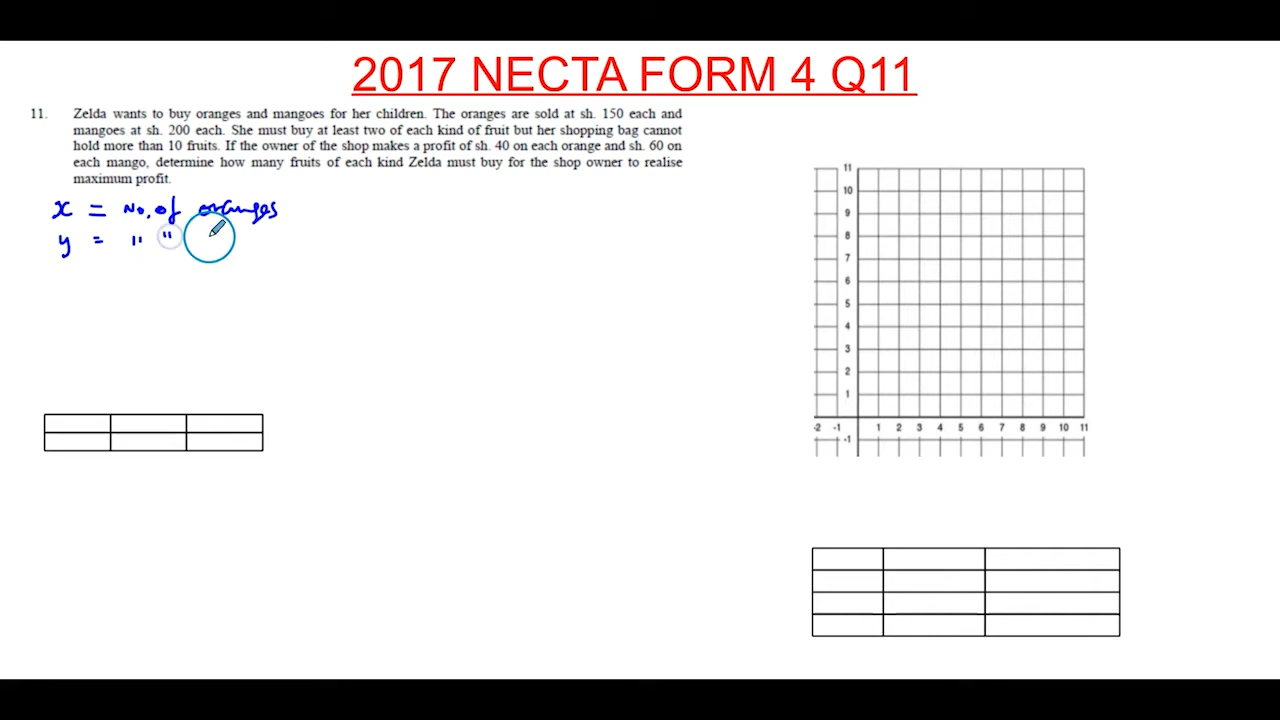 2017 NECTA FORM 4 Q11
11. Zelda wants to buy oranges and mangoes for her children. The oranges are sold at sh. 150 each and
mangoes at sh. 200 each. She must buy at least two of each kind of fruit but her shopping bag cannot
hold more than 10 fruits. If the owner of the shop makes a profit of sh. 40 on each orange and sh. 60 on
each mango, determine how many fruits of each kind Zelda must buy for the shop owner to realise
maximum profit.
x = No. of oranges
y = " "
11
10
9
8
7
6
5
4
3
2
1
-2 -1 1 2 3 4 5 6 7 8 9 10 11
-1